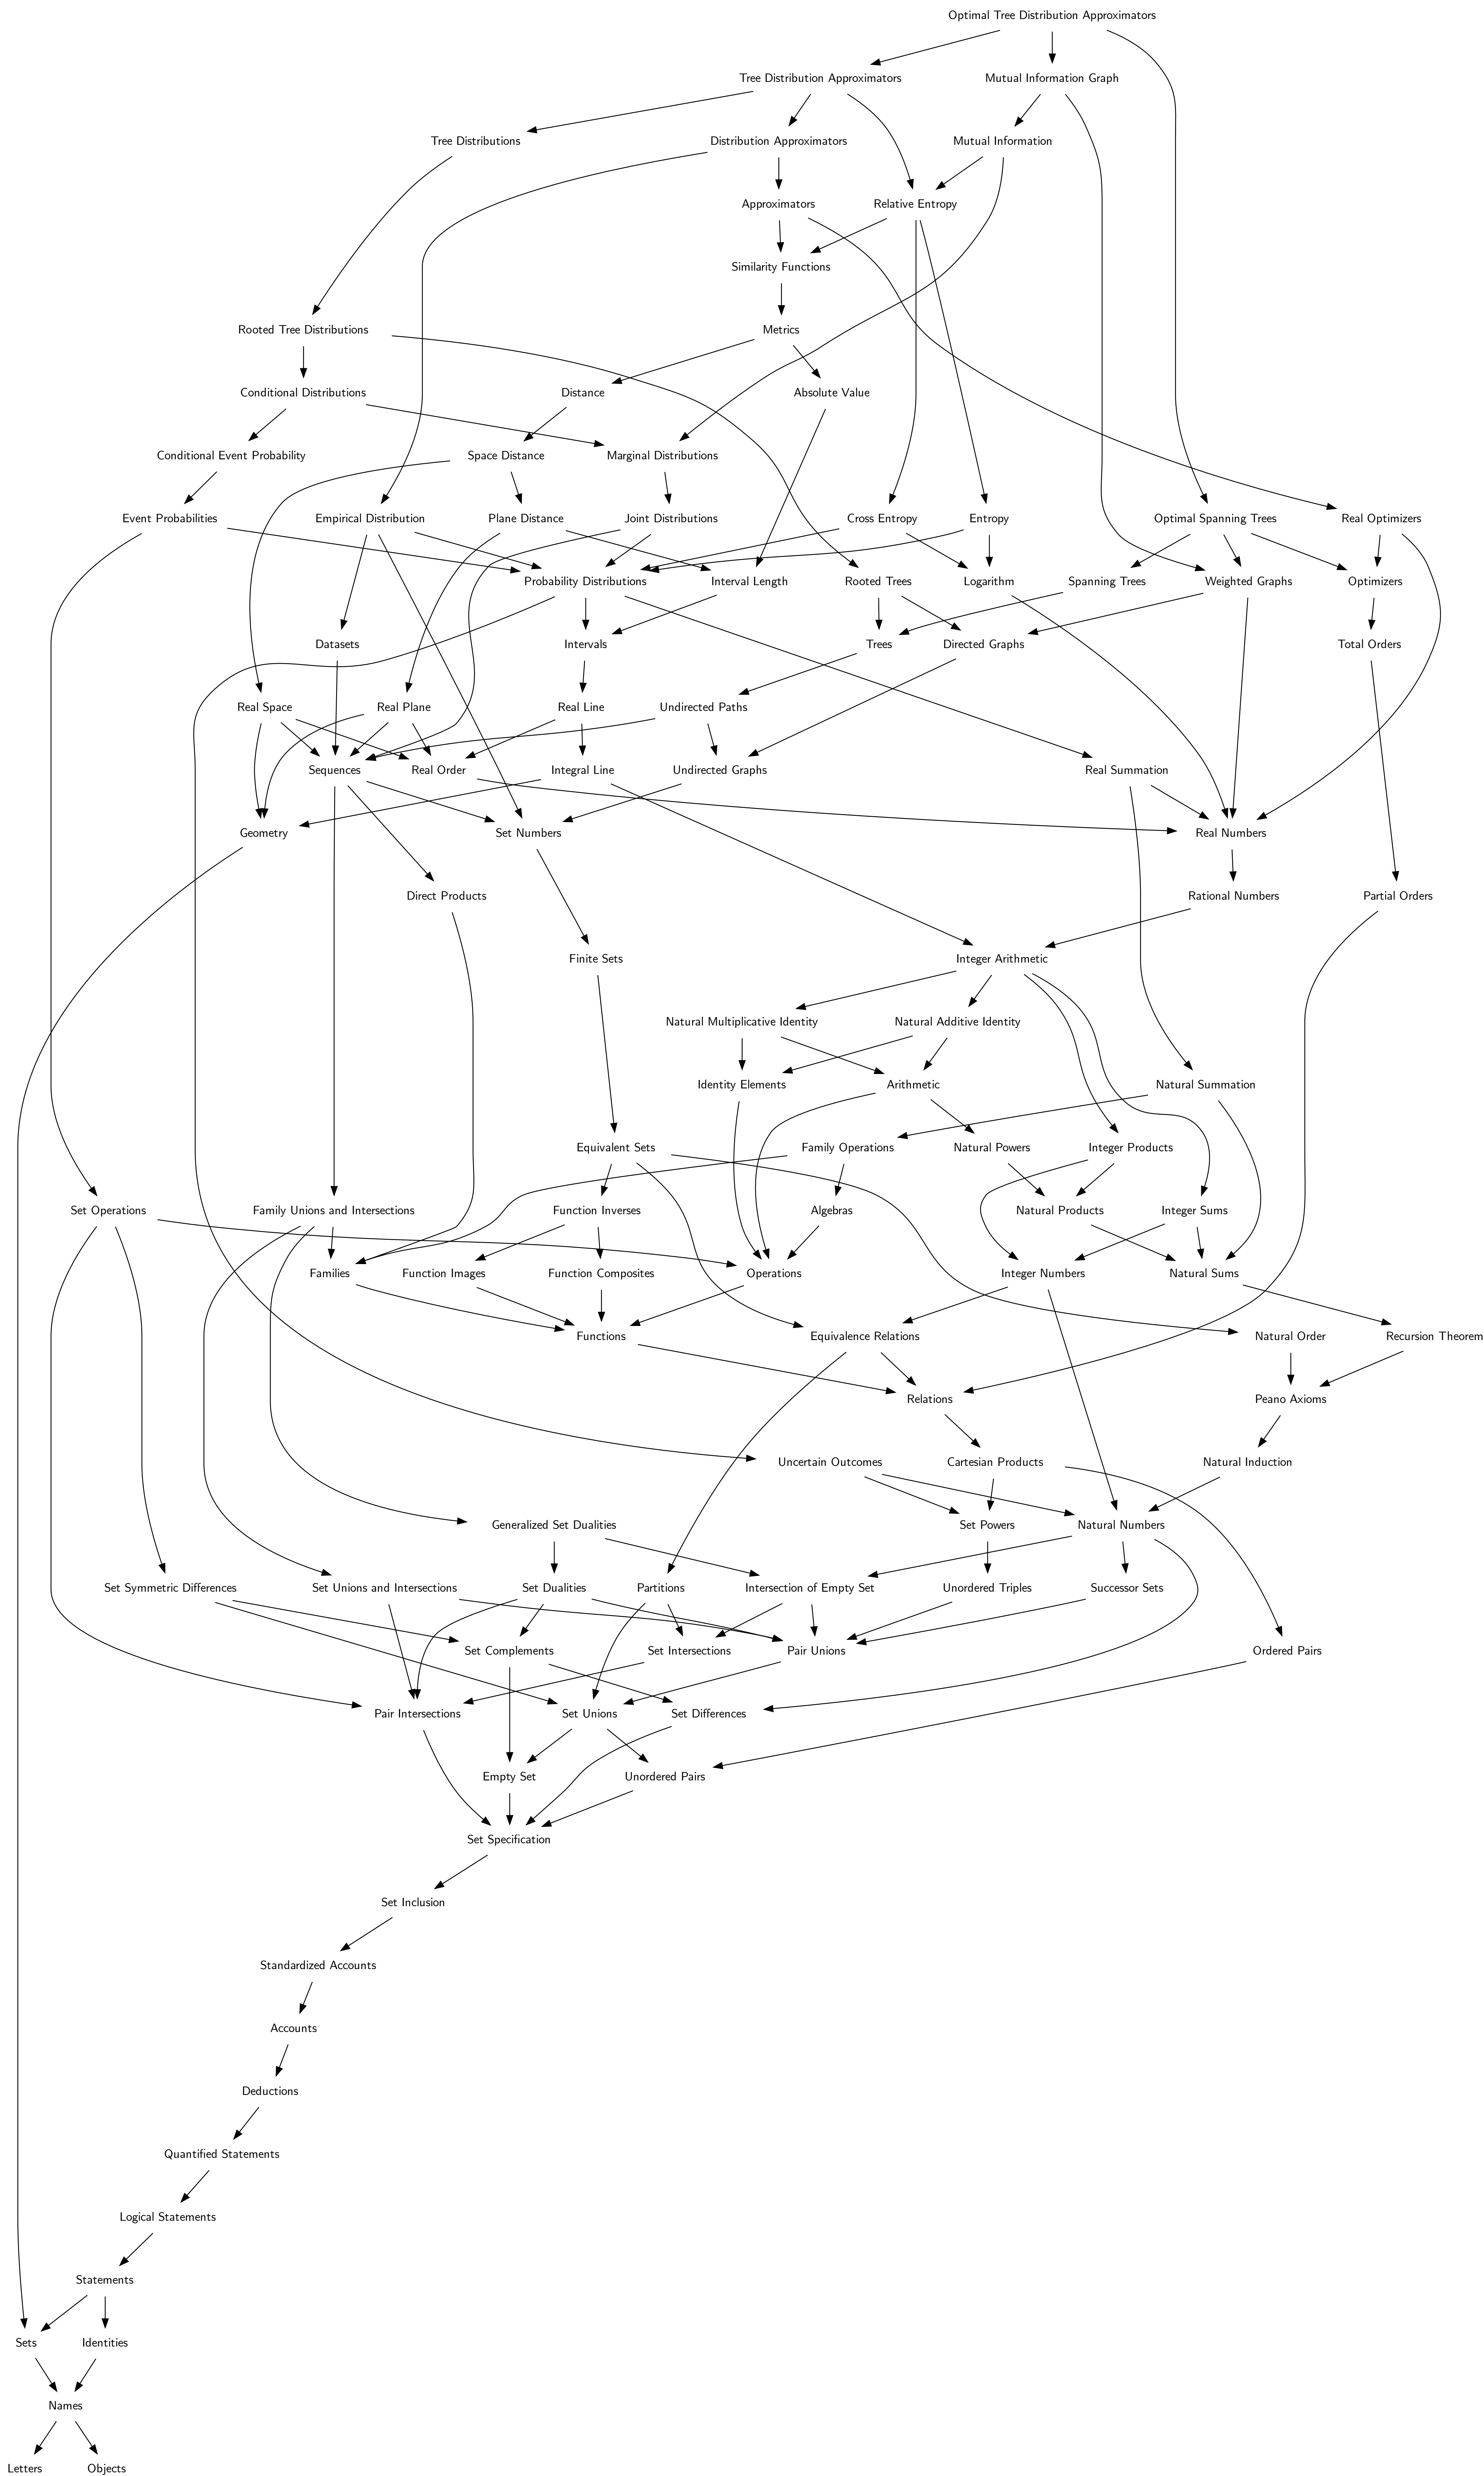 Optimal Tree Distribution Approximators
Tree Distribution Approximators
Mutual Information Graph
Tree Distributions
Distribution Approximators
Mutual Information
Approximators
Relative Entropy
Similarity Functions
Rooted Tree Distributions
Metrics
Conditional Distributions
Distance
Absolute Value
Conditional Event Probability
Space Distance
Marginal Distributions
Event Probabilities
Empirical Distribution
Plane Distance
Joint Distributions
Cross Entropy
Entropy
Optimal Spanning Trees
Real Optimizers
Probability Distributions
Interval Length
Rooted Trees
Logarithm
Spanning Trees
Weighted Graphs
Optimizers
Datasets
Intervals
Trees
Directed Graphs
Total Orders
Real Space
Real Plane
Real Line
Undirected Paths
Sequences
Real Order
Integral Line
Undirected Graphs
Real Summation
Geometry
Set Numbers
Real Numbers
Direct Products
Rational Numbers
Partial Orders
Finite Sets
Integer Arithmetic
Natural Multiplicative Identity
Natural Additive Identity
Identity Elements
Arithmetic
Natural Summation
Equivalent Sets
Family Operations
Natural Powers
Integer Products
Set Operations
Family Unions and Intersections
Function Inverses
Algebras
Natural Products
Integer Sums
Families
Function Images
Function Composites
Operations
Integer Numbers
Natural Sums
Functions
Equivalence Relations
Natural Order
Recursion Theorem
Relations
Peano Axioms
Uncertain Outcomes
Cartesian Products
Natural Induction
Generalized Set Dualities
Set Powers
Natural Numbers
Set Symmetric Differences
Set Unions and Intersections
Set Dualities
Partitions
Intersection of Empty Set
Unordered Triples
Successor Sets
Set Complements
Set Intersections
Pair Unions
Ordered Pairs
Pair Intersections
Set Unions
Set Differences
Empty Set
Unordered Pairs
Set Specification
Set Inclusion
Standardized Accounts
Accounts
Deductions
Quantified Statements
Logical Statements
Statements
Sets
Identities
Names
Letters
Objects